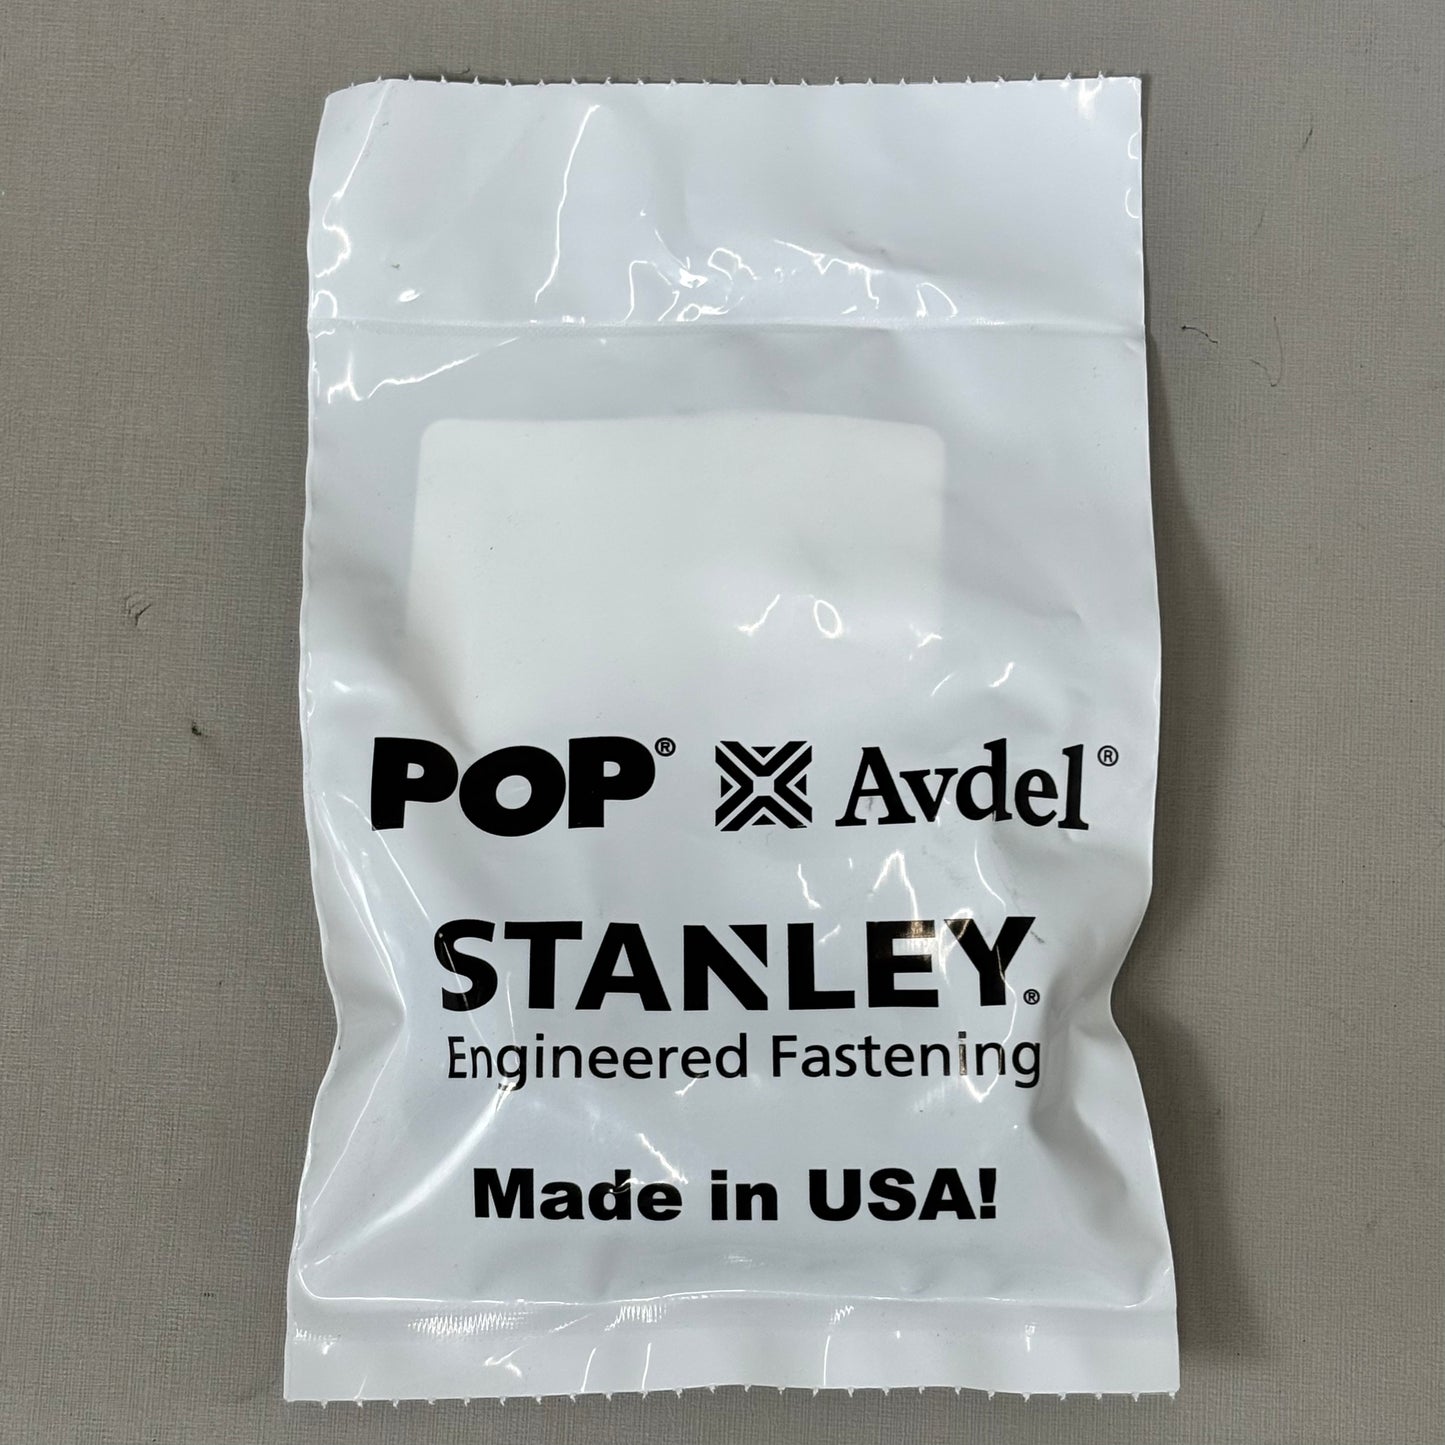 POP® Avdel®
STANLEY®
Engineered Fastening
Made in USA!